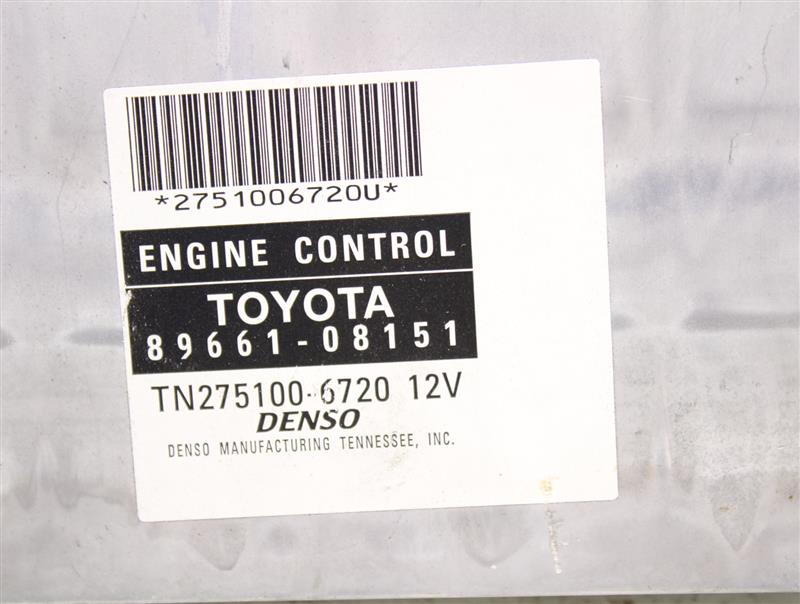 *2751006720U*
ENGINE CONTROL
TOYOTA
89661-08151
TN275100-6720 12V
DENSO
DENSO MANUFACTURING TENNESSEE, INC.